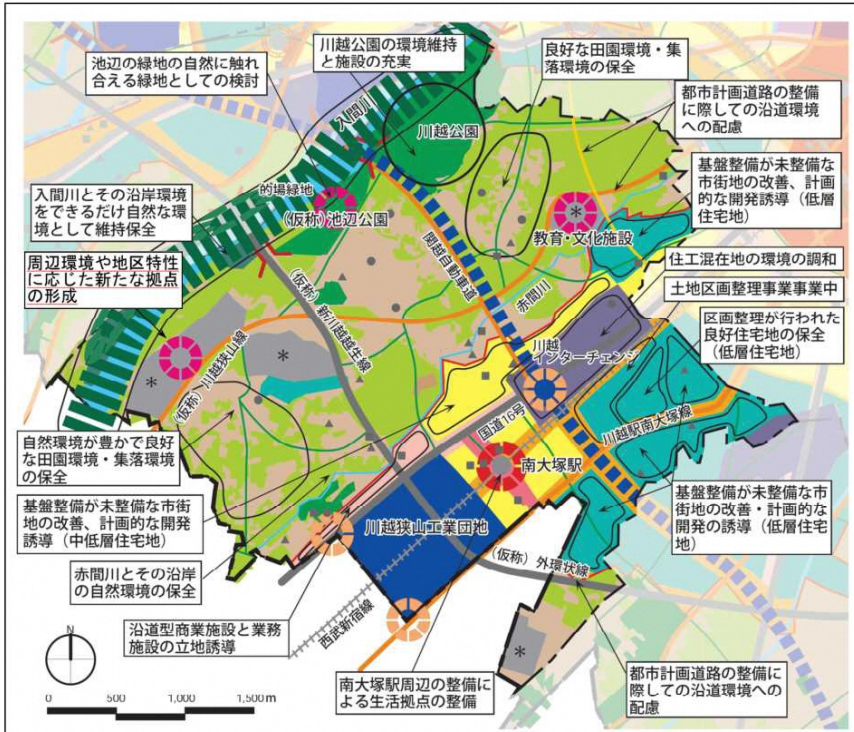 池辺の緑地の自然に触れ
合える緑地としての検討
川越公園の環境維持
と施設の充実
良好な田園環境・集
落環境の保全
都市計画道路の整備
に際しての沿道環境
への配慮
基盤整備が未整備な
市街地の改善、計画
的な開発誘導（低層
住宅地）
住工混在地の環境の調和
土地区画整理事業事業中
区画整理が行われた
良好住宅地の保全
（低層住宅地）
入間川とその沿岸環境
をできるだけ自然な環
境として維持保全
周辺環境や地区特性
に応じた新たな拠点
の形成
入間川
川越公園
的場緑地
（仮称）池辺公園
教育・文化施設
関越自動車道
赤間川
（仮称）新川越越生線
（仮称）川越狭山線
川越
インターチェンジ
国道16号
川越駅南大塚線
南大塚駅
川越狭山工業団地
（仮称）外環状線
西武新宿線
自然環境が豊かで良好
な田園環境・集落環境
の保全
基盤整備が未整備な市街
地の改善、計画的な開発
誘導（中低層住宅地）
赤間川とその沿岸
の自然環境の保全
沿道型商業施設と業務
施設の立地誘導
基盤整備が未整備な市
街地の改善・計画的な
開発の誘導（低層住宅
地）
南大塚駅周辺の整備に
よる生活拠点の整備
都市計画道路の整備に
際しての沿道環境への
配慮
N
0 500 1,000 1,500 m